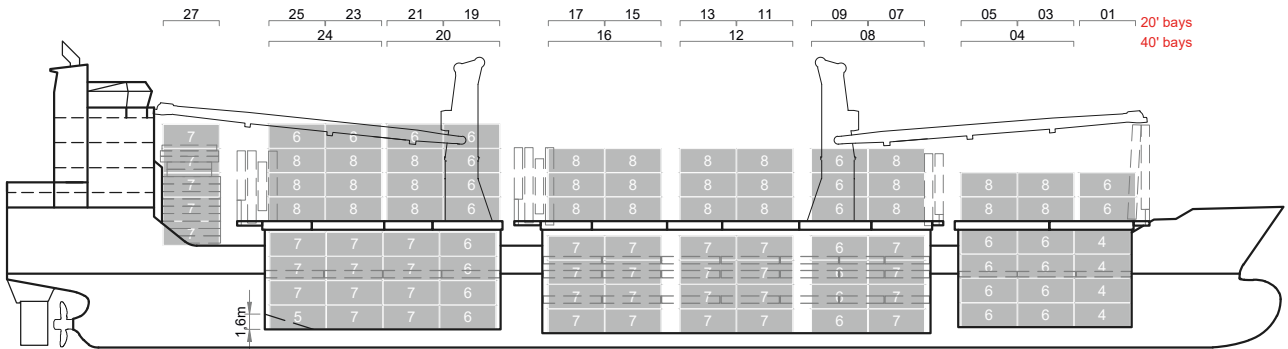 27 25 23 21 19 17 15 13 11 09 07 05 03 01 20' bays
24 20 16 12 08 04 40' bays
7 6 6 6 6
7 8 8 8 6 8 8 8 8 6 8
7 8 8 8 6 8 8 8 8 6 8 8 8 6
7 8 8 8 6 8 8 8 8 6 8 8 8 6
7
7 7 7 6 7 7 7 7 6 7 6 6 4
7 7 7 6 7 7 7 7 6 7 6 6 4
7 7 7 6 7 7 7 7 6 7 6 6 4
5 7 7 6 7 7 7 7 6 7 6 6 4
1.6m